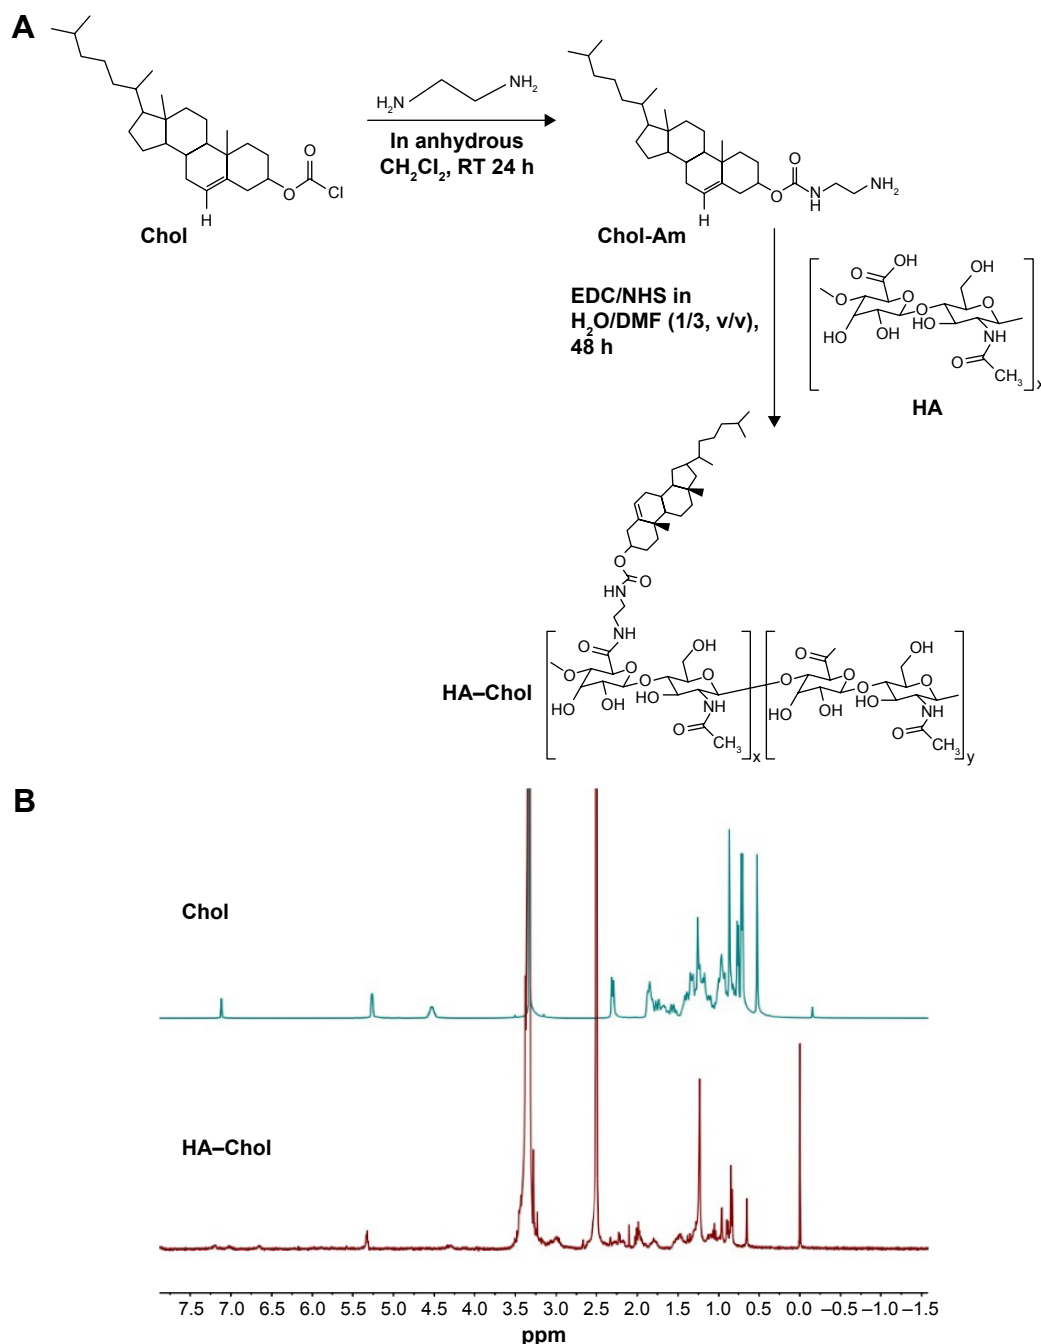 A
O
O
Cl
H
Chol
H₂N
NH₂
In anhydrous
CH₂Cl₂, RT 24 h
O
O
N
H
NH₂
H
Chol-Am
EDC/NHS in
H₂O/DMF (1/3, v/v),
48 h
O
OH
OH
O
O
O
O
HO
OH
HO
NH
O
CH₃
x
HA
O
O
HN
NH
O
OH
O
O
O
O
HO
OH
HO
NH
O
CH₃
x
O
OH
O
O
O
O
HO
OH
HO
NH
O
CH₃
y
HA–Chol
B
Chol
HA–Chol
7.5 7.0 6.5 6.0 5.5 5.0 4.5 4.0 3.5 3.0 2.5 2.0 1.5 1.0 0.5 0.0 –0.5 –1.0 –1.5
ppm